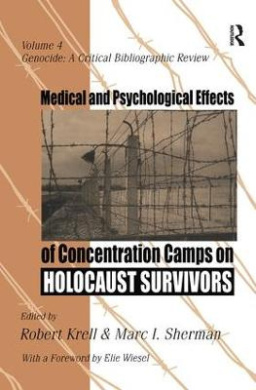 Volume 4
Genocide: A Critical Bibliographic Review
Medical and Psychological Effects
of Concentration Camps on
HOLOCAUST SURVIVORS
Edited by
Robert Krell & Marc I. Sherman
With a Foreword by Elie Wiesel